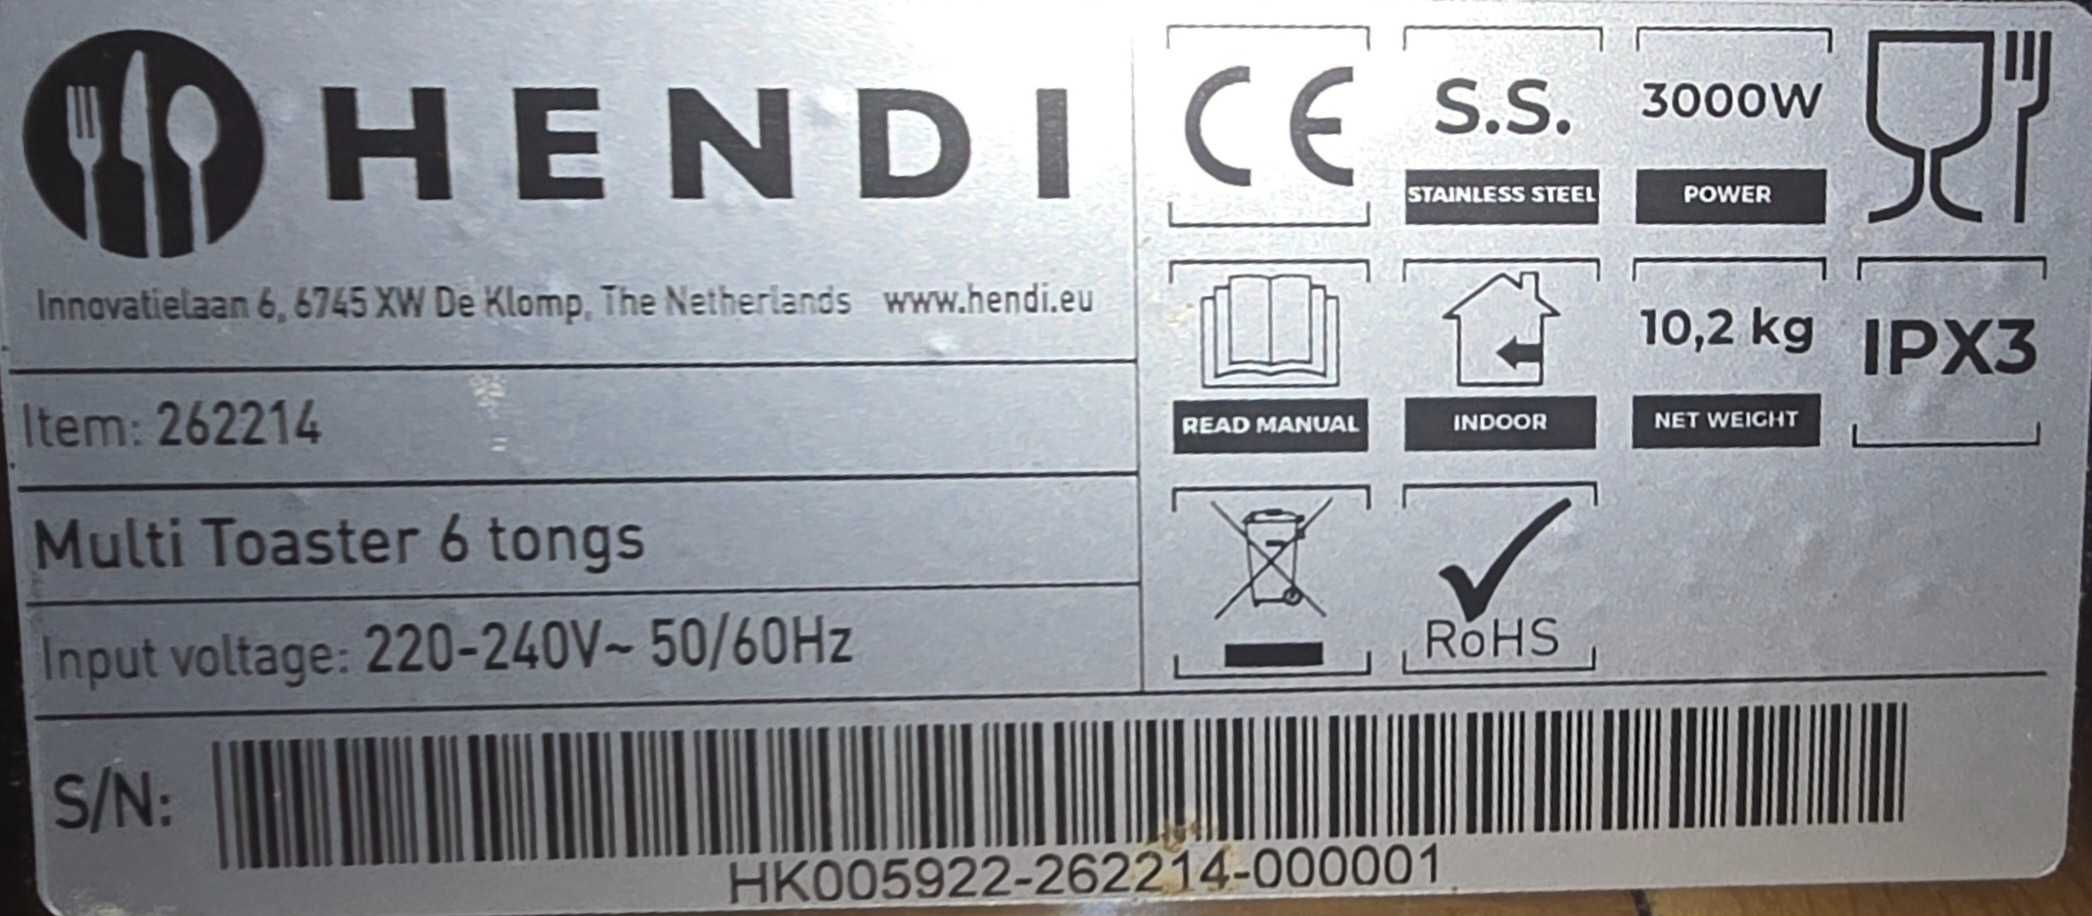 HENDI
Innovatielaan 6, 6745 XW De Klomp, The Netherlands www.hendi.eu
Item: 262214
Multi Toaster 6 tongs
Input voltage: 220-240V~ 50/60Hz
CE
S.S.
STAINLESS STEEL
3000W
POWER
READ MANUAL
INDOOR
10,2 kg
NET WEIGHT
IPX3
RoHS
S/N:
HK005922-262214-000001